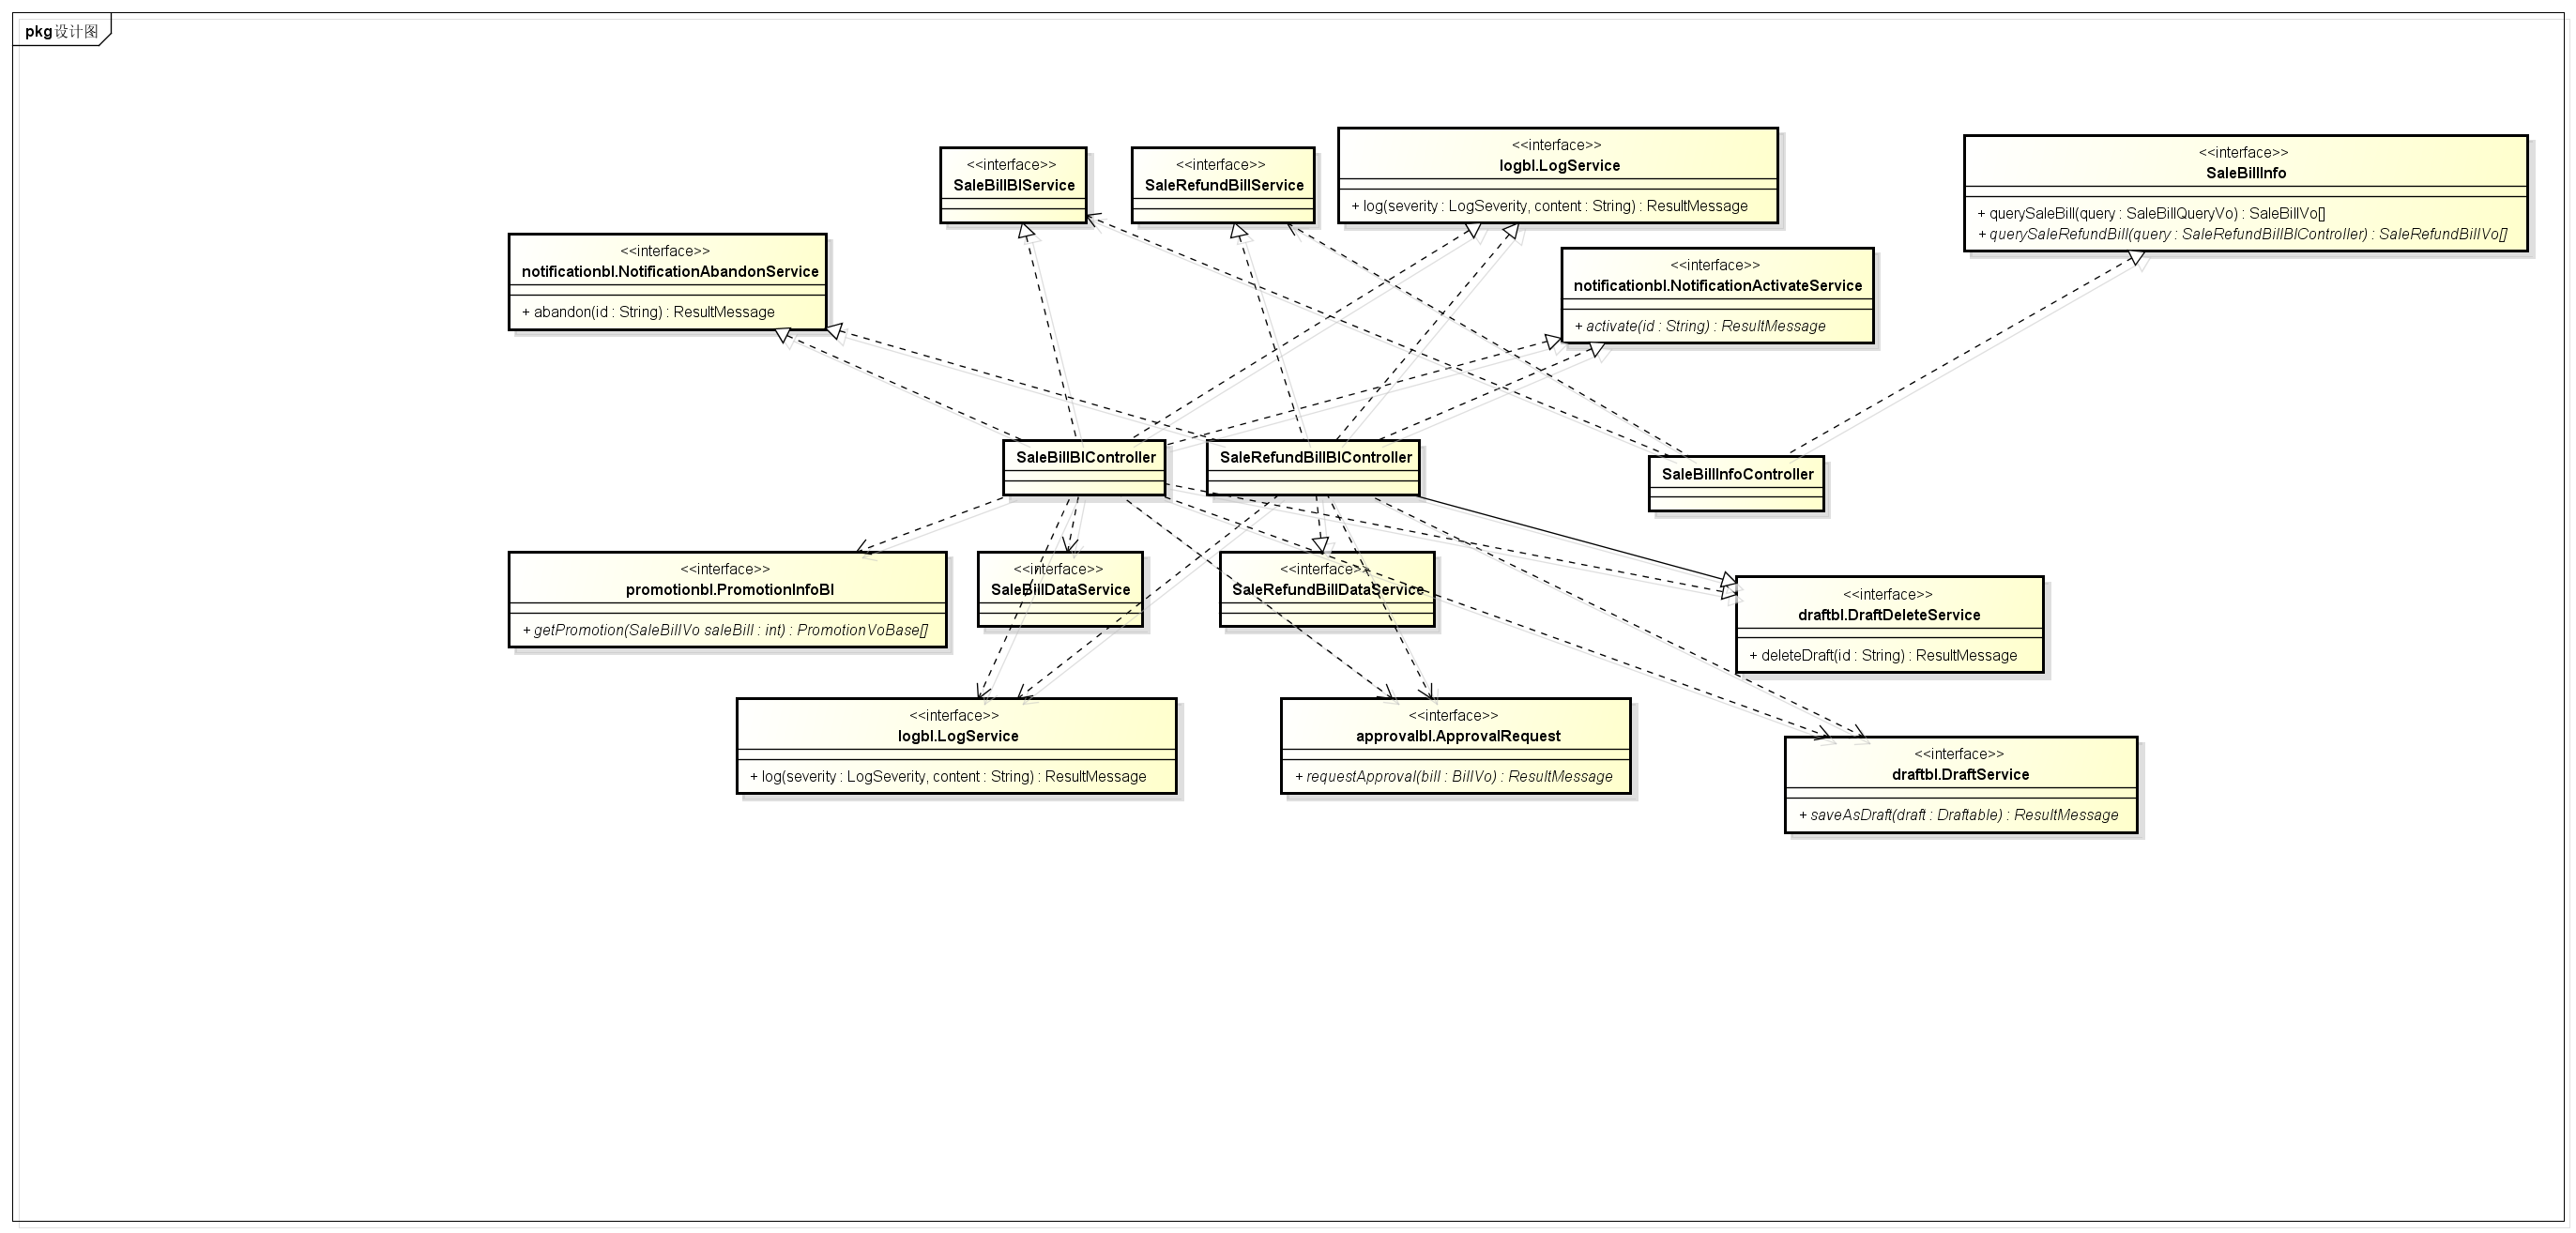 pkg 设计图
<<interface>>
SaleBillBlService
<<interface>>
SaleRefundBillService
<<interface>>
logbl.LogService
+ log(severity : LogSeverity, content : String) : ResultMessage
<<interface>>
SaleBillInfo
+ querySaleBill(query : SaleBillQueryVo) : SaleBillVo[]
+ querySaleRefundBill(query : SaleRefundBillBlController) : SaleRefundBillVo[]
<<interface>>
notificationbl.NotificationAbandonService
+ abandon(id : String) : ResultMessage
<<interface>>
notificationbl.NotificationActivateService
+ activate(id : String) : ResultMessage
SaleBillBlController
SaleRefundBillBlController
SaleBillInfoController
<<interface>>
promotionbl.PromotionInfoBl
+ getPromotion(SaleBillVo saleBill : int) : PromotionVoBase[]
<<interface>>
SaleBillDataService
<<interface>>
SaleRefundBillDataService
<<interface>>
draftbl.DraftDeleteService
+ deleteDraft(id : String) : ResultMessage
<<interface>>
logbl.LogService
+ log(severity : LogSeverity, content : String) : ResultMessage
<<interface>>
approvalbl.ApprovalRequest
+ requestApproval(bill : BillVo) : ResultMessage
<<interface>>
draftbl.DraftService
+ saveAsDraft(draft : Draftable) : ResultMessage